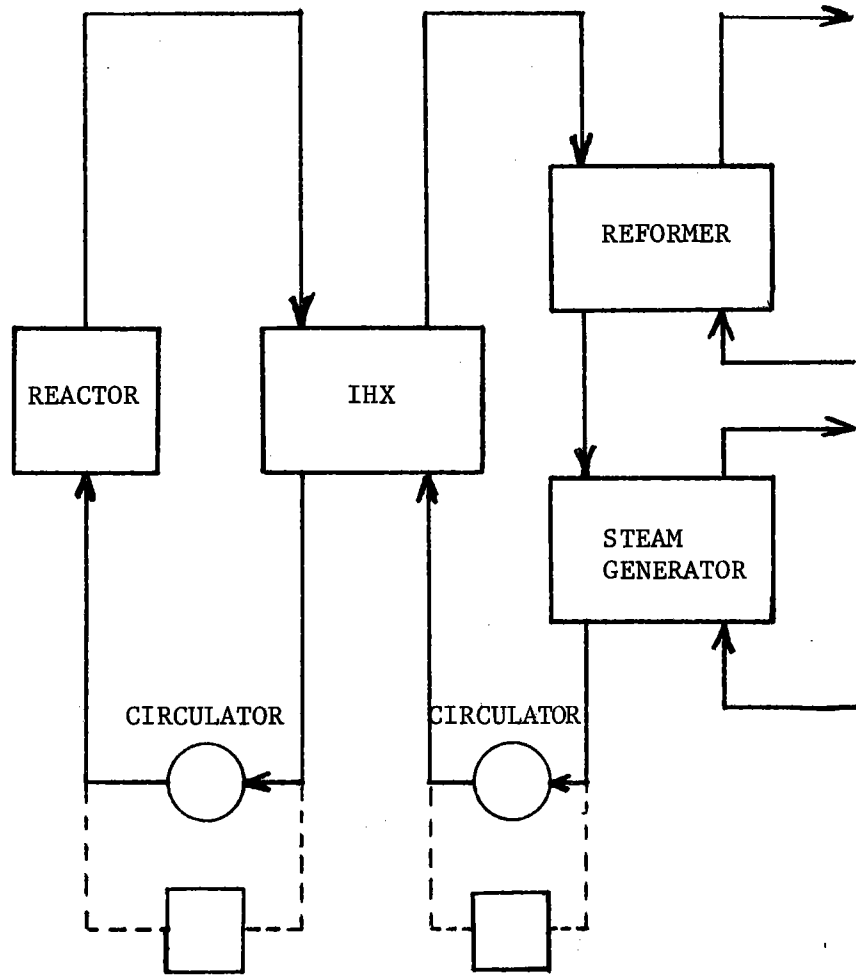 REFORMER
REACTOR
IHX
STEAM
GENERATOR
CIRCULATOR
CIRCULATOR